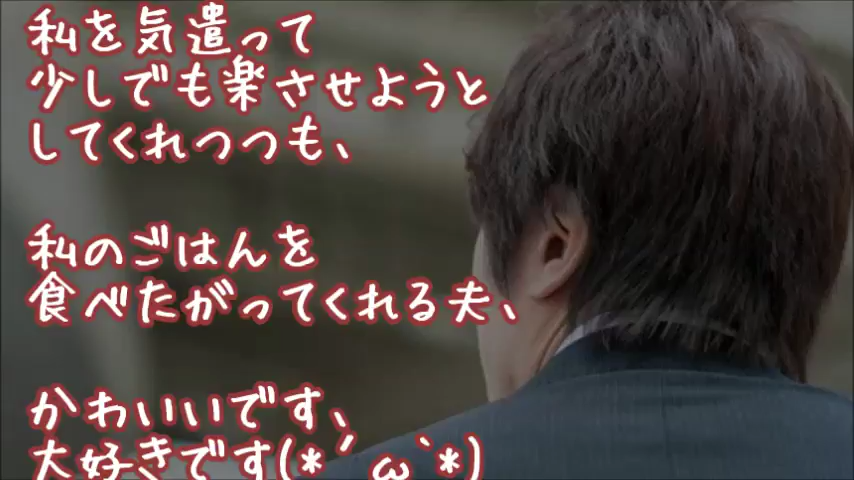 私を気遣って
少しでも楽させようと
してくれつつも、
私のごはんを
食べたがってくれる夫、
かわいいです、
大好きです(*´ω`*)